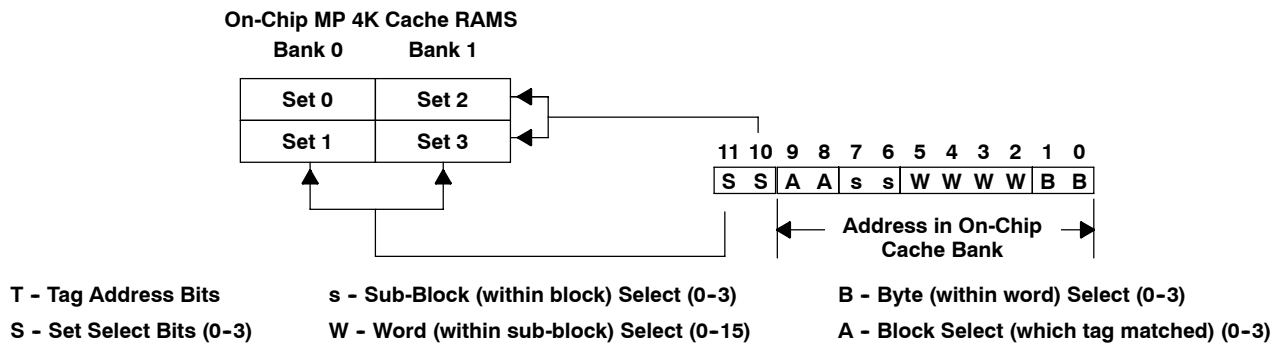 On-Chip MP 4K Cache RAMS
Bank 0 Bank 1
Set 0 Set 2
Set 1 Set 3
11 10 9 8 7 6 5 4 3 2 1 0
S S A A s s W W W W B B
Address in On-Chip
Cache Bank
T - Tag Address Bits s - Sub-Block (within block) Select (0-3) B - Byte (within word) Select (0-3)
S - Set Select Bits (0-3) W - Word (within sub-block) Select (0-15) A - Block Select (which tag matched) (0-3)